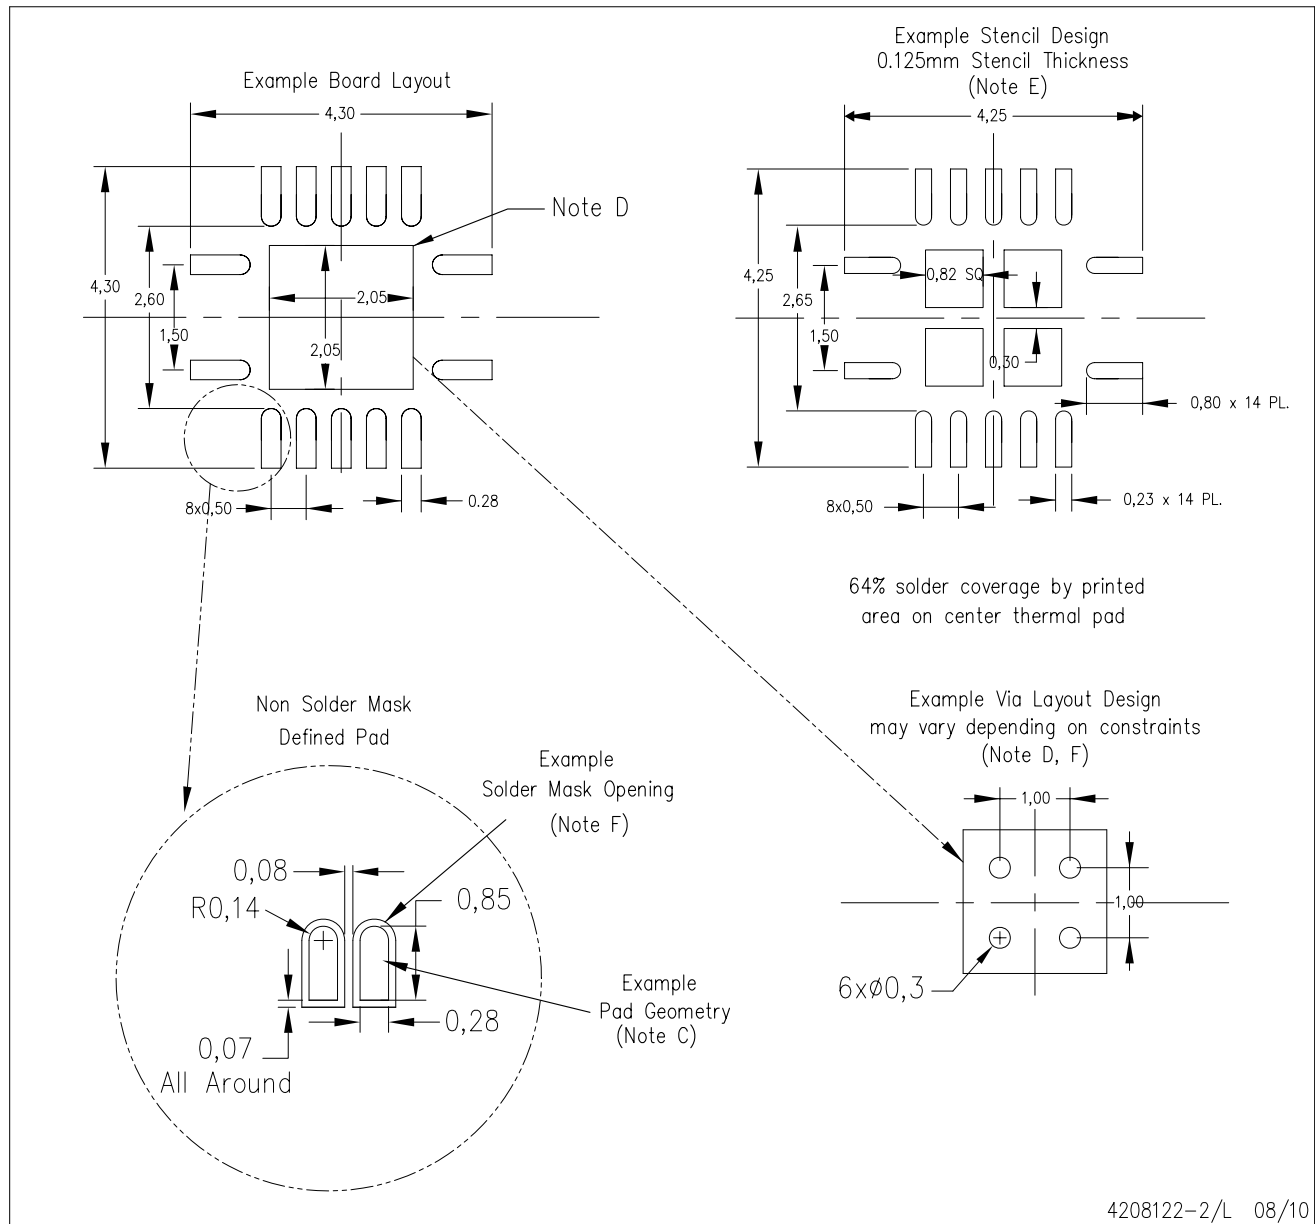 Example Board Layout
4,30
Note D
4,30
2,60
1,50
2,05
2,05
8x0,50
0.28
Example Stencil Design
0.125mm Stencil Thickness
(Note E)
4,25
4,25
2,65
1,50
0,82 SQ
0,30
0,80 x 14 PL.
8x0,50
0,23 x 14 PL.
64% solder coverage by printed
area on center thermal pad
Non Solder Mask
Defined Pad
Example
Solder Mask Opening
(Note F)
0,08
R0,14
0,85
Example
Pad Geometry
(Note C)
0,28
0,07
All Around
Example Via Layout Design
may vary depending on constraints
(Note D, F)
1,00
1,00
6xø0,3
4208122-2/L 08/10